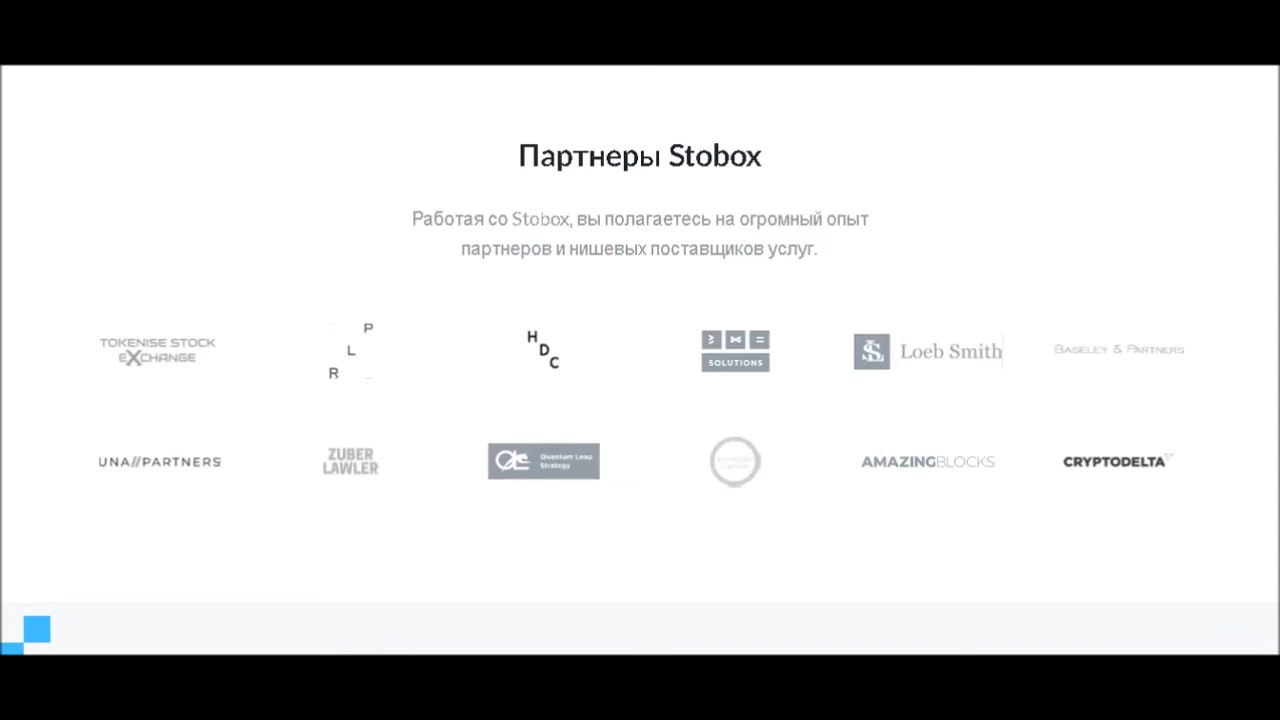 Партнеры Stobox
Работая со Stobox, вы полагаетесь на огромный опыт
партнеров и нишевых поставщиков услуг.
TOKENISE STOCK
EXCHANGE
P
L
R
H
D
C
SOLUTIONS
Loeb Smith
BASELEY & PARTNERS
UNA//PARTNERS
ZUBER
LAWLER
Quantum Leap
Strategy
AMAZINGBLOCKS
CRYPTODELTA